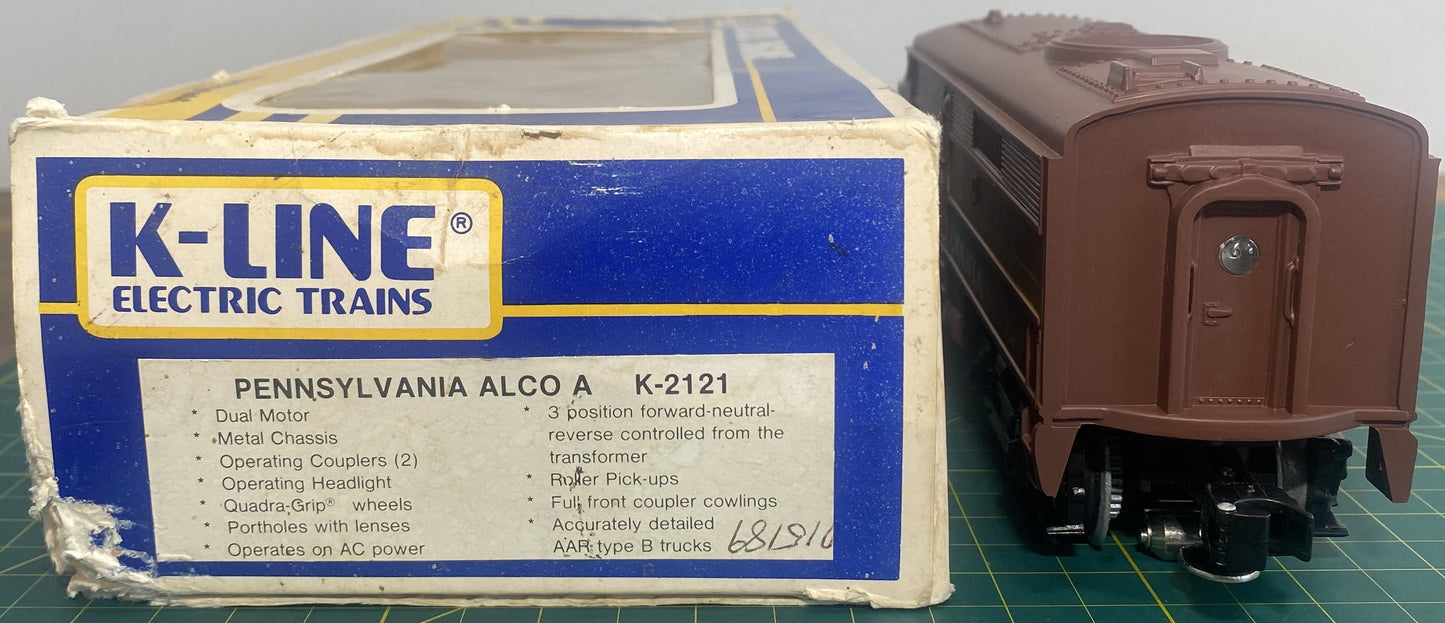 K-LINE®
ELECTRIC TRAINS
PENNSYLVANIA ALCO A K-2121
* Dual Motor
* Metal Chassis
* Operating Couplers (2)
* Operating Headlight
* Quadra-Grip® wheels
* Portholes with lenses
* Operates on AC power
* 3 position forward-neutral-
reverse controlled from the
transformer
* Roller Pick-ups
* Full front coupler cowlings
* Accurately detailed
AAR type B trucks